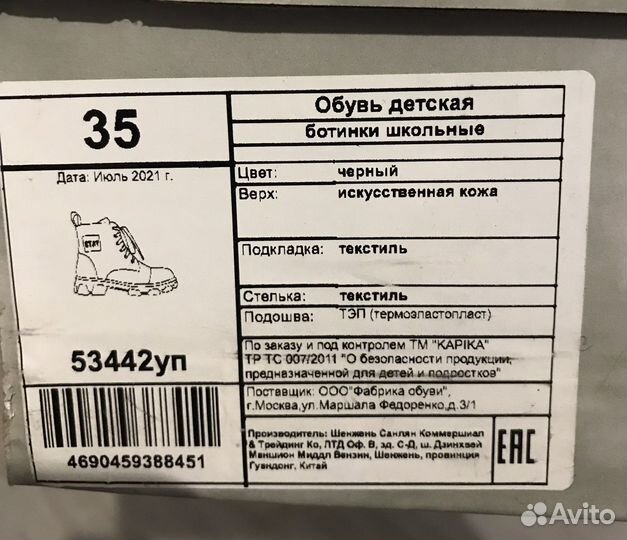 35
Дата: Июль 2021 г.
53442уп
4690459388451
Обувь детская
ботинки школьные
Цвет: черный
Верх: искусственная кожа
Подкладка: текстиль
Стелька: текстиль
Подошва: ТЭП (термоэластопласт)
По заказу и под контролем ТМ "KAPIKA"
ТР ТС 007/2011 "О безопасности продукции,
предназначенной для детей и подростков"
Поставщик: ООО"Фабрика обуви",
г.Москва,ул.Маршала Федоренко,д.3/1
Производитель: Шенжень Санлян Коммершиал
& Трейдинг Ко, ЛТД Оф. В, зд. С-Д, ш. Дзинхвей
Маншион Миддл Вензин, Шенжень, провинция
Гуандонг, Китай
EAC
Avito